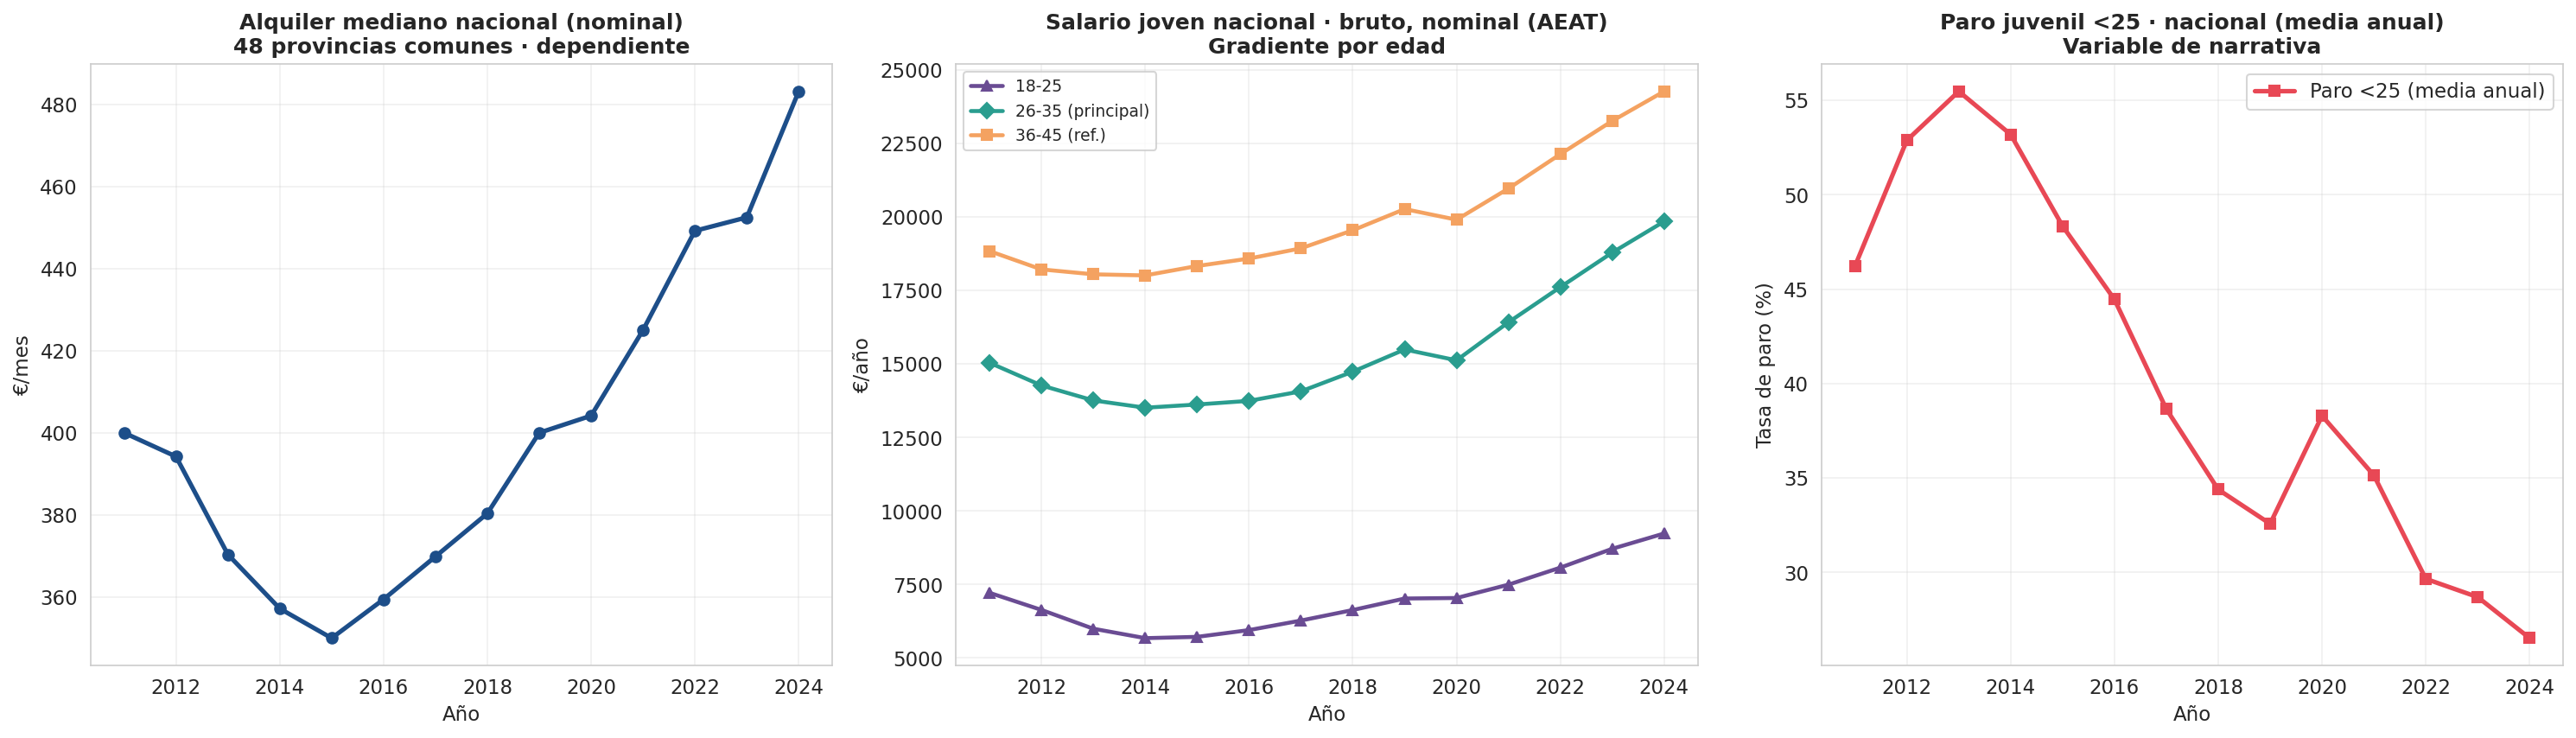 Alquiler mediano nacional (nominal)
48 provincias comunes · dependiente
€/mes
480
460
440
420
400
380
360
2012 2014 2016 2018 2020 2022 2024
Año
Salario joven nacional · bruto, nominal (AEAT)
Gradiente por edad
18-25
26-35 (principal)
36-45 (ref.)
€/año
25000
22500
20000
17500
15000
12500
10000
7500
5000
2012 2014 2016 2018 2020 2022 2024
Año
Paro juvenil <25 · nacional (media anual)
Variable de narrativa
Paro <25 (media anual)
Tasa de paro (%)
55
50
45
40
35
30
2012 2014 2016 2018 2020 2022 2024
Año